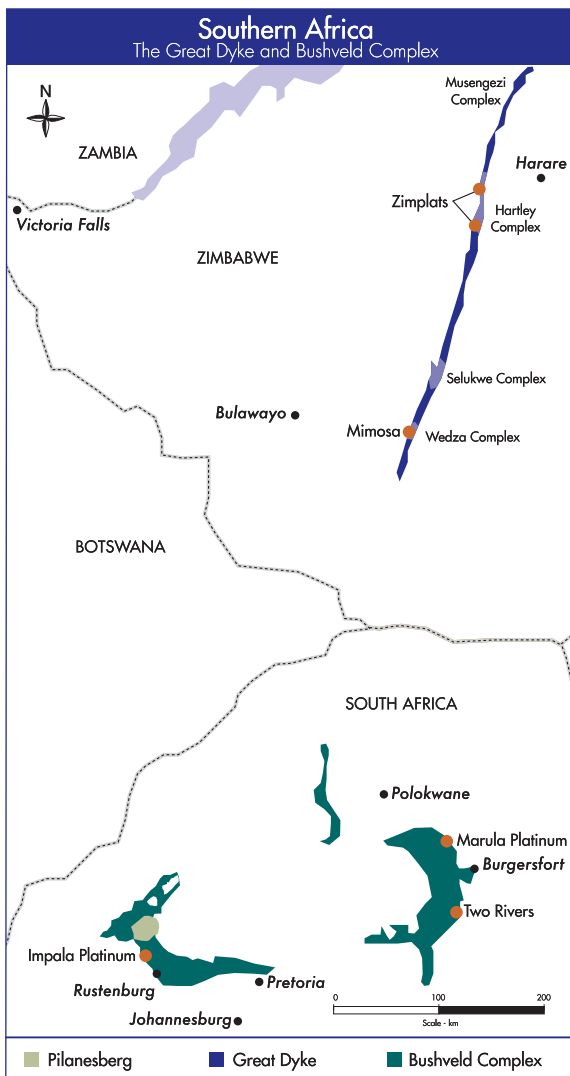 Southern Africa
The Great Dyke and Bushveld Complex
Musengezi
Complex
N
ZAMBIA
Harare
Zimplats
Hartley
Complex
Victoria Falls
ZIMBABWE
Selukwe Complex
Bulawayo
Mimosa
Wedza Complex
BOTSWANA
SOUTH AFRICA
Polokwane
Marula Platinum
Burgersfort
Two Rivers
Impala Platinum
Rustenburg
Pretoria
0 100 200
Scale - km
Johannesburg
Pilanesberg
Great Dyke
Bushveld Complex